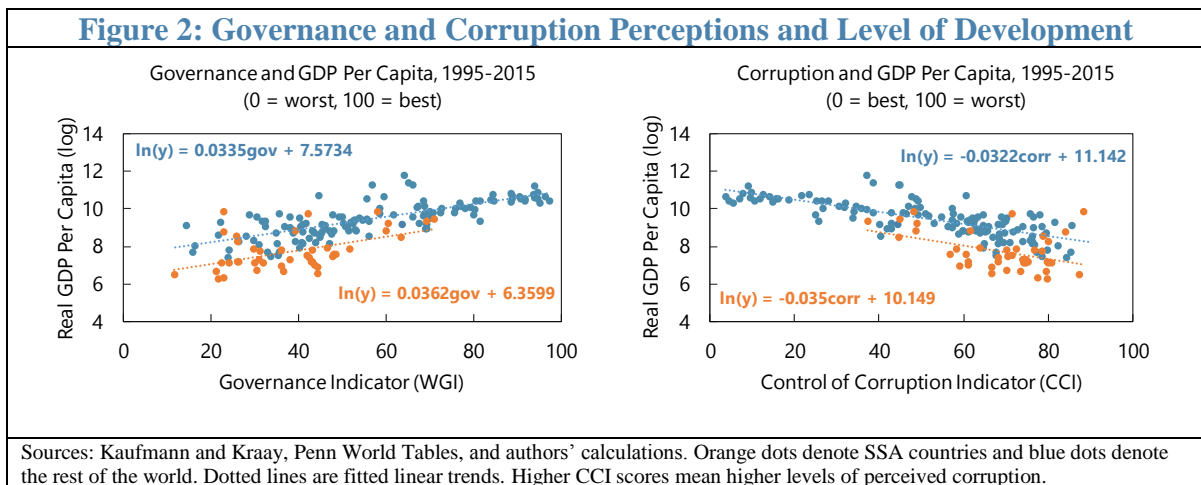 Figure 2: Governance and Corruption Perceptions and Level of Development
Governance and GDP Per Capita, 1995-2015
(0 = worst, 100 = best)
Real GDP Per Capita (log)
14
12
10
8
6
4
ln(y) = 0.0335gov + 7.5734
ln(y) = 0.0362gov + 6.3599
0 20 40 60 80 100
Governance Indicator (WGI)
Corruption and GDP Per Capita, 1995-2015
(0 = best, 100 = worst)
Real GDP Per Capita (log)
14
12
10
8
6
4
ln(y) = -0.0322corr + 11.142
ln(y) = -0.035corr + 10.149
0 20 40 60 80 100
Control of Corruption Indicator (CCI)
Sources: Kaufmann and Kraay, Penn World Tables, and authors’ calculations. Orange dots denote SSA countries and blue dots denote
the rest of the world. Dotted lines are fitted linear trends. Higher CCI scores mean higher levels of perceived corruption.